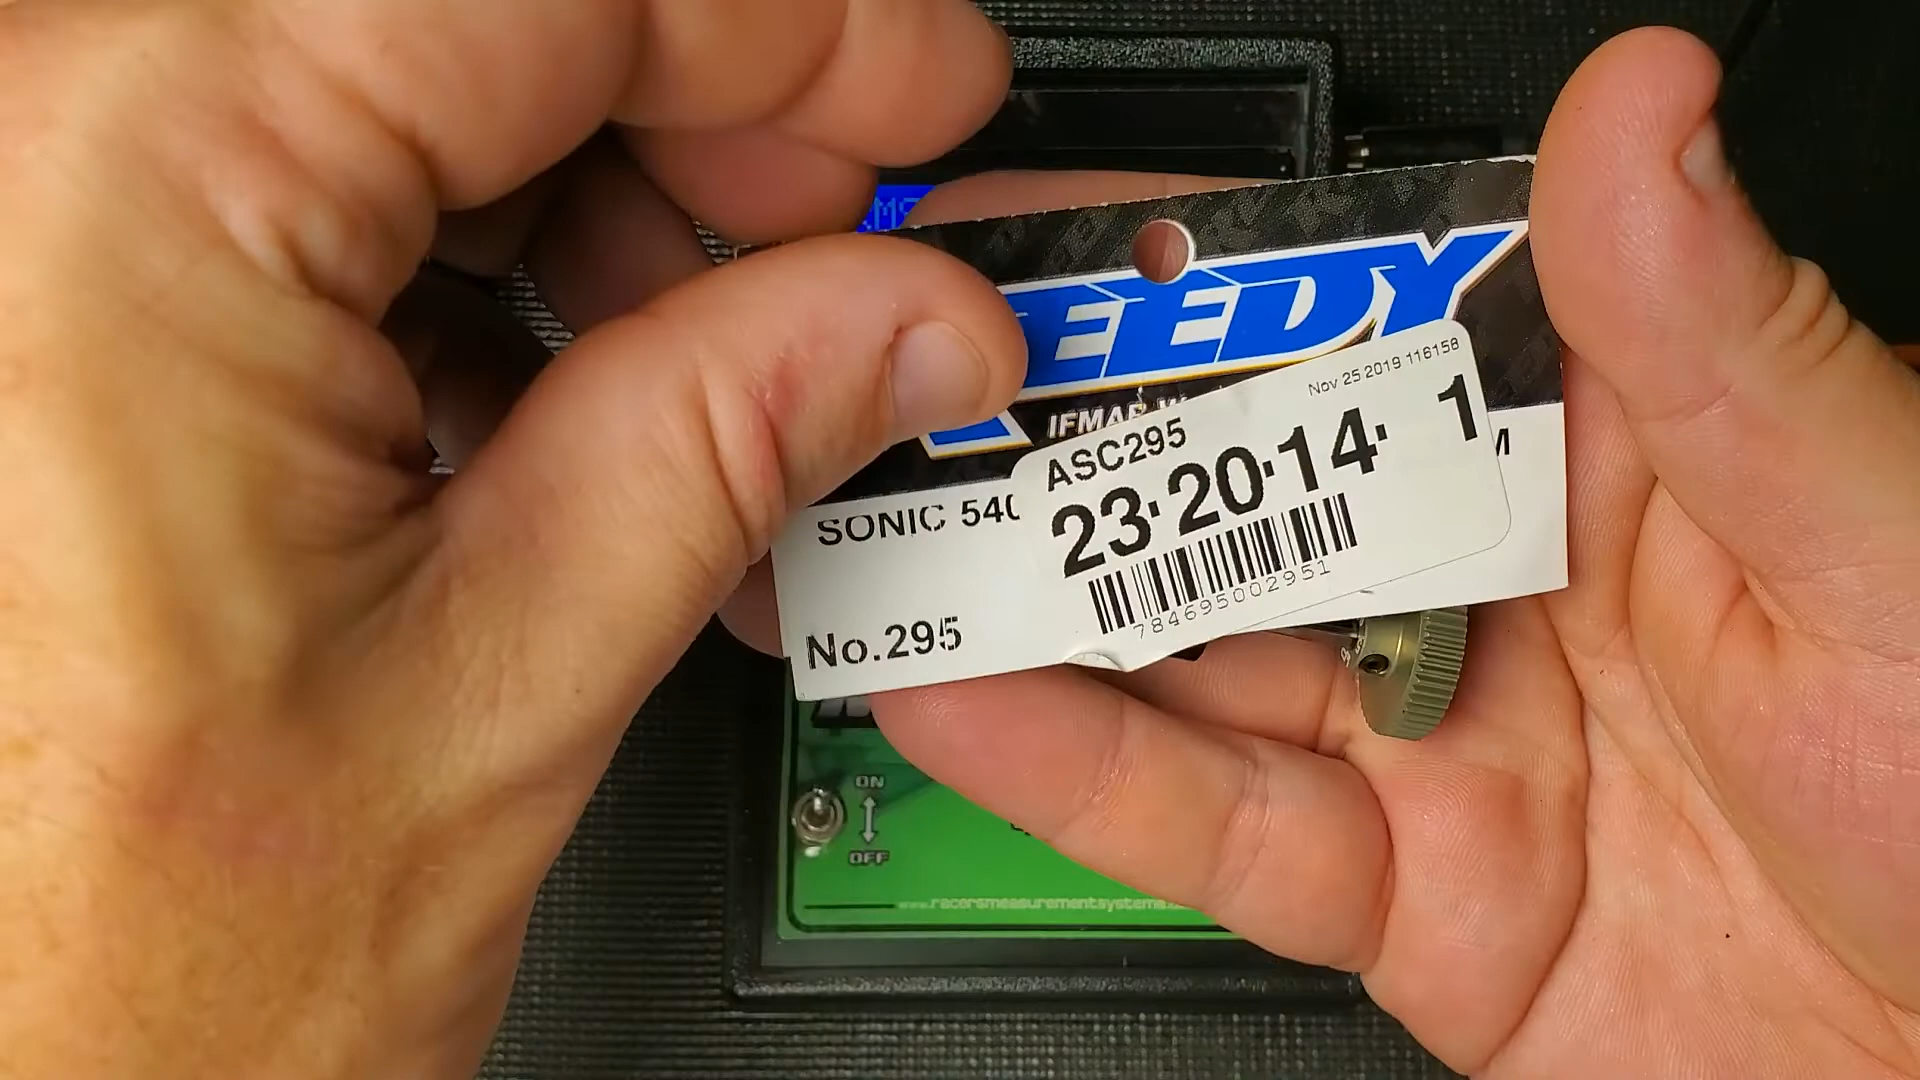 EEDY
Nov 25 2019 116158
IFMAR W
ASC295
23·20·14· 1
M
SONIC 540
784695002951
No.295
ON
OFF
www.racersmeasurementsystems.c